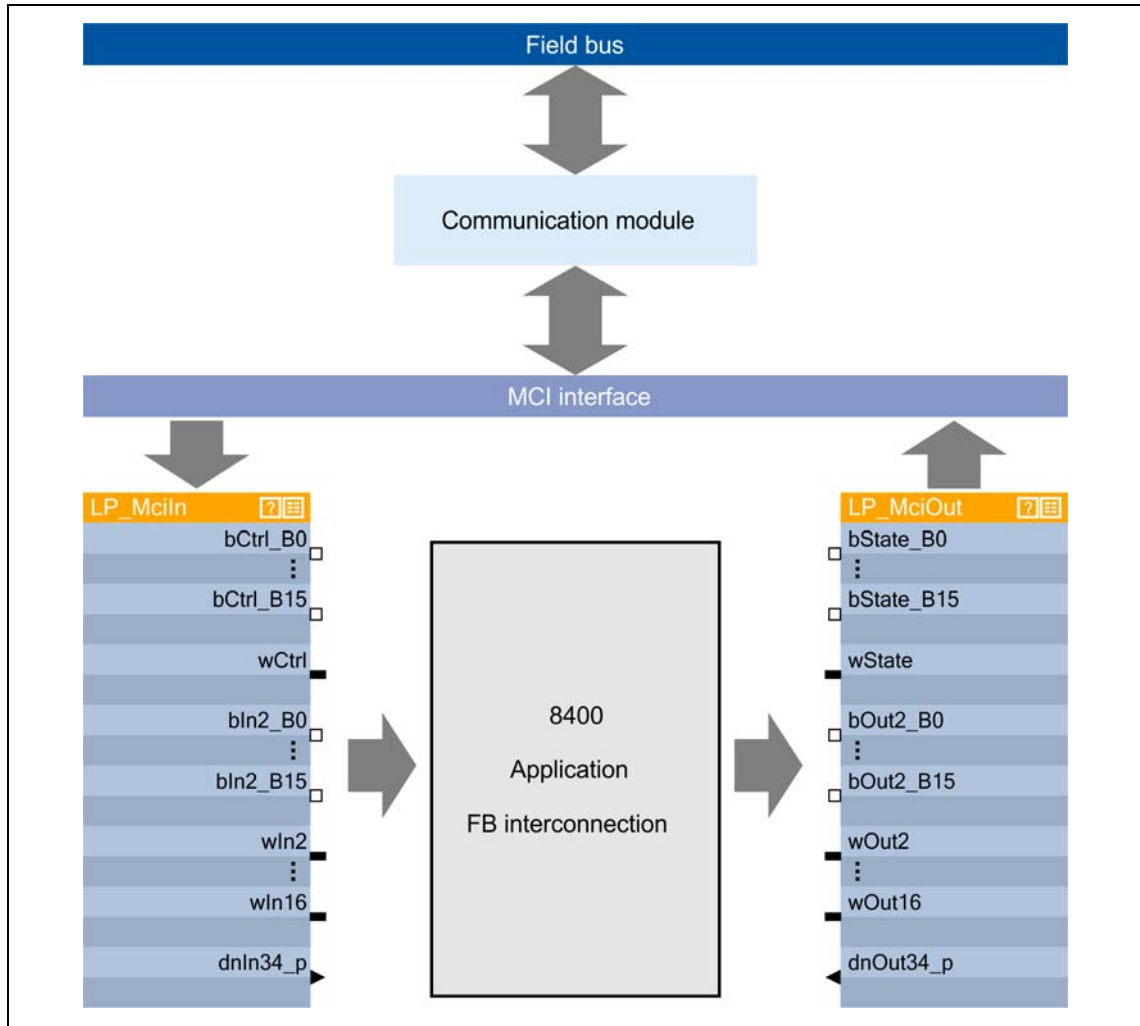 Field bus
Communication module
MCI interface
LP_MciIn ?
bCtrl_B0
bCtrl_B15
wCtrl
bIn2_B0
bIn2_B15
wIn2
wIn16
dnIn34_p
8400
Application
FB interconnection
LP_MciOut ?
bState_B0
bState_B15
wState
bOut2_B0
bOut2_B15
wOut2
wOut16
dnOut34_p